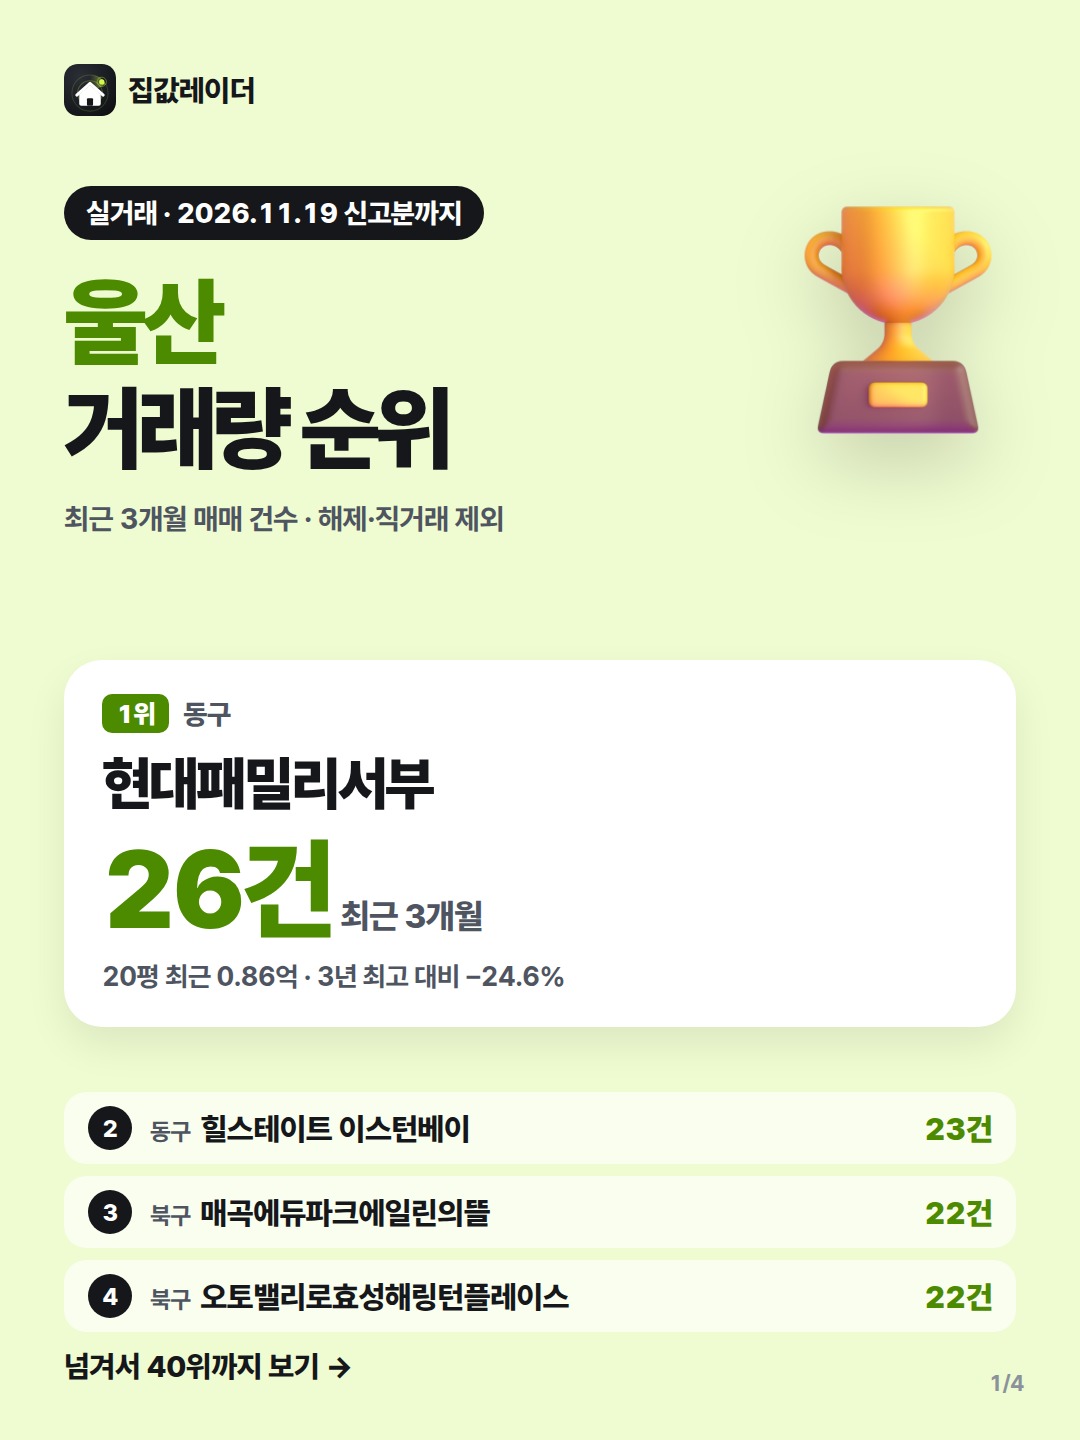 집값레이더
실거래 · 2026.11.19 신고분까지
울산
거래량 순위
최근 3개월 매매 건수 · 해제·직거래 제외
1위 동구
현대패밀리서부
26건 최근 3개월
20평 최근 0.86억 · 3년 최고 대비 −24.6%
2 동구 힐스테이트 이스턴베이 23건
3 북구 매곡에듀파크에일린의뜰 22건
4 북구 오토밸리로효성해링턴플레이스 22건
넘겨서 40위까지 보기 →
1/4